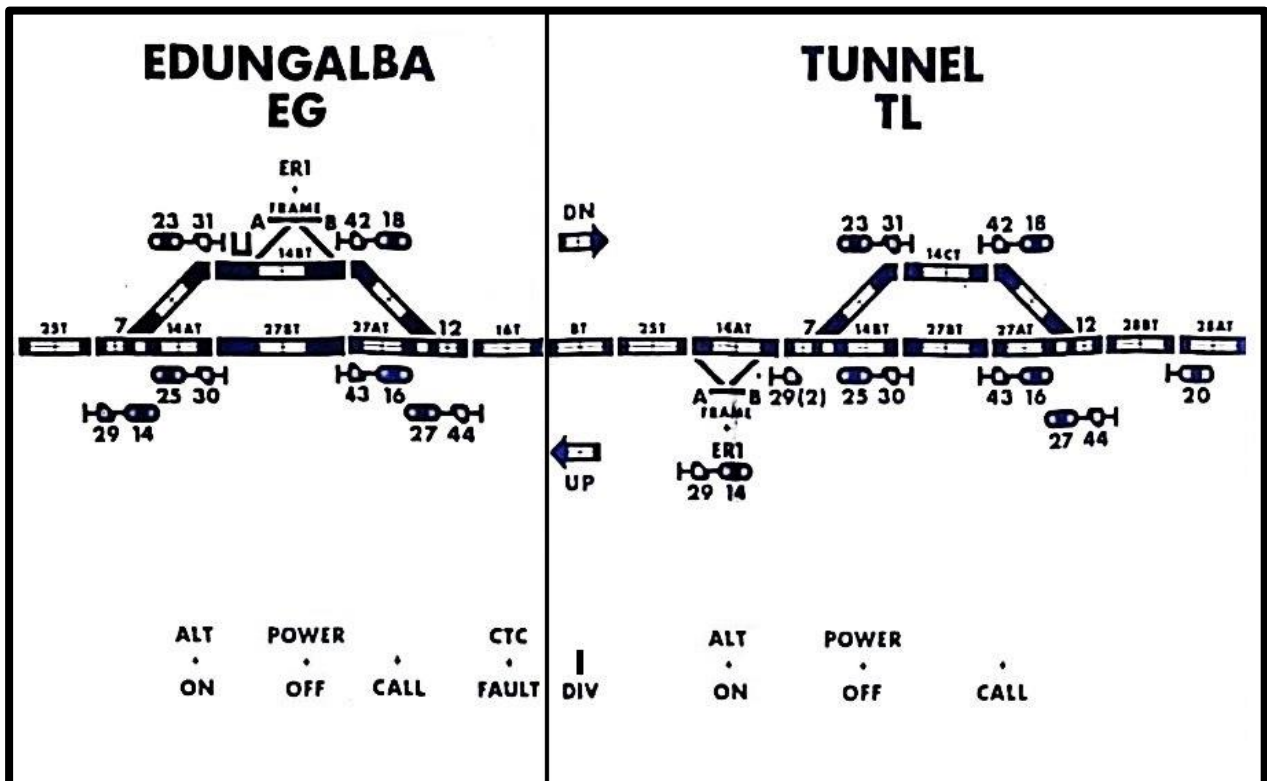 EDUNGALBA
EG
ER1
FRAME
A B
23 31 42 18
14BT
25T 7 14AT 27BT 27AT 12 16T
25 30 43 16
29 14 27 44
ALT POWER CTC
ON OFF CALL FAULT
TUNNEL
TL
DN
23 31 42 18
14CT
8T 25T 14AT 7 14BT 27BT 27AT 12 28BT 28AT
A B 29(2) 25 30 43 16 20
FRAME
ER1
27 44
UP
29 14
ALT POWER
DIV ON OFF CALL